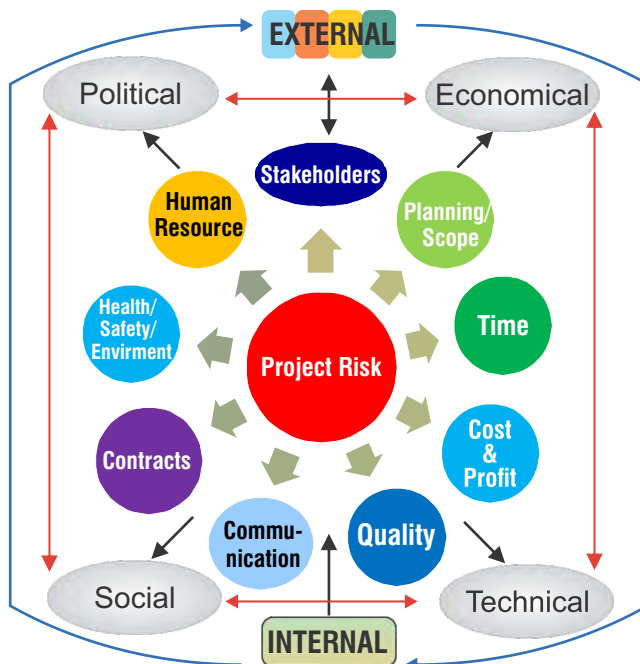 EXTERNAL
Political
Economical
Stakeholders
Human
Resource
Planning/
Scope
Health/
Safety/
Envirment
Time
Project Risk
Contracts
Cost
&
Profit
Commu-
nication
Quality
Social
Technical
INTERNAL